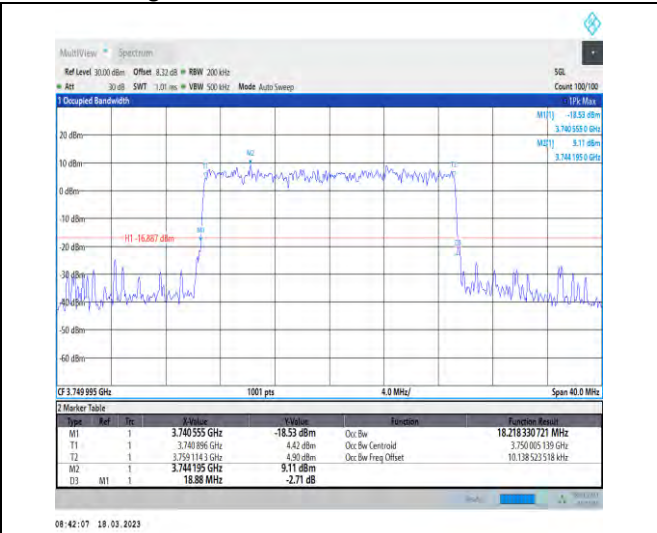 MultiView Spectrum
Ref Level 30.00 dBm Offset 8.32 dB RBW 200 kHz SGL
Att 30 dB SWT 1.01 ms VBW 500 kHz Mode Auto Sweep Count 100/100
1 Occupied Bandwidth 1Pk Max
M1[1] -18.53 dBm
3.740 555 0 GHz
M2[1] 9.11 dBm
3.744 195 0 GHz
20 dBm
M2
T1 T2
10 dBm
0 dBm
-10 dBm
M1
H1 -16.887 dBm
-20 dBm
D3
-30 dBm
-40 dBm
-50 dBm
-60 dBm
CF 3.749 995 GHz 1001 pts 4.0 MHz/ Span 40.0 MHz
2 Marker Table
Type Ref Trc X-Value Y-Value Function Function Result
M1 1 3.740 555 GHz -18.53 dBm Occ Bw 18.218 330 721 MHz
T1 1 3.740 896 GHz 4.42 dBm Occ Bw Centroid 3.750 005 139 GHz
T2 1 3.759 114 3 GHz 4.90 dBm Occ Bw Freq Offset 10.138 523 518 kHz
M2 1 3.744 195 GHz 9.11 dBm
D3 M1 1 18.88 MHz -2.71 dB
08:42:07 18.03.2023